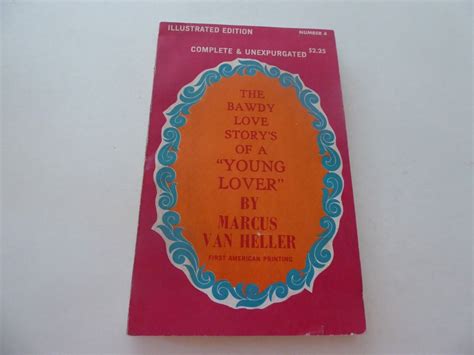 ILLUSTRATED EDITION NUMBER 4
COMPLETE & UNEXPURGATED $2.25
THE
BAWDY
LOVE
STORY'S
OF A
"YOUNG
LOVER"
BY
MARCUS
VAN HELLER
FIRST AMERICAN PRINTING